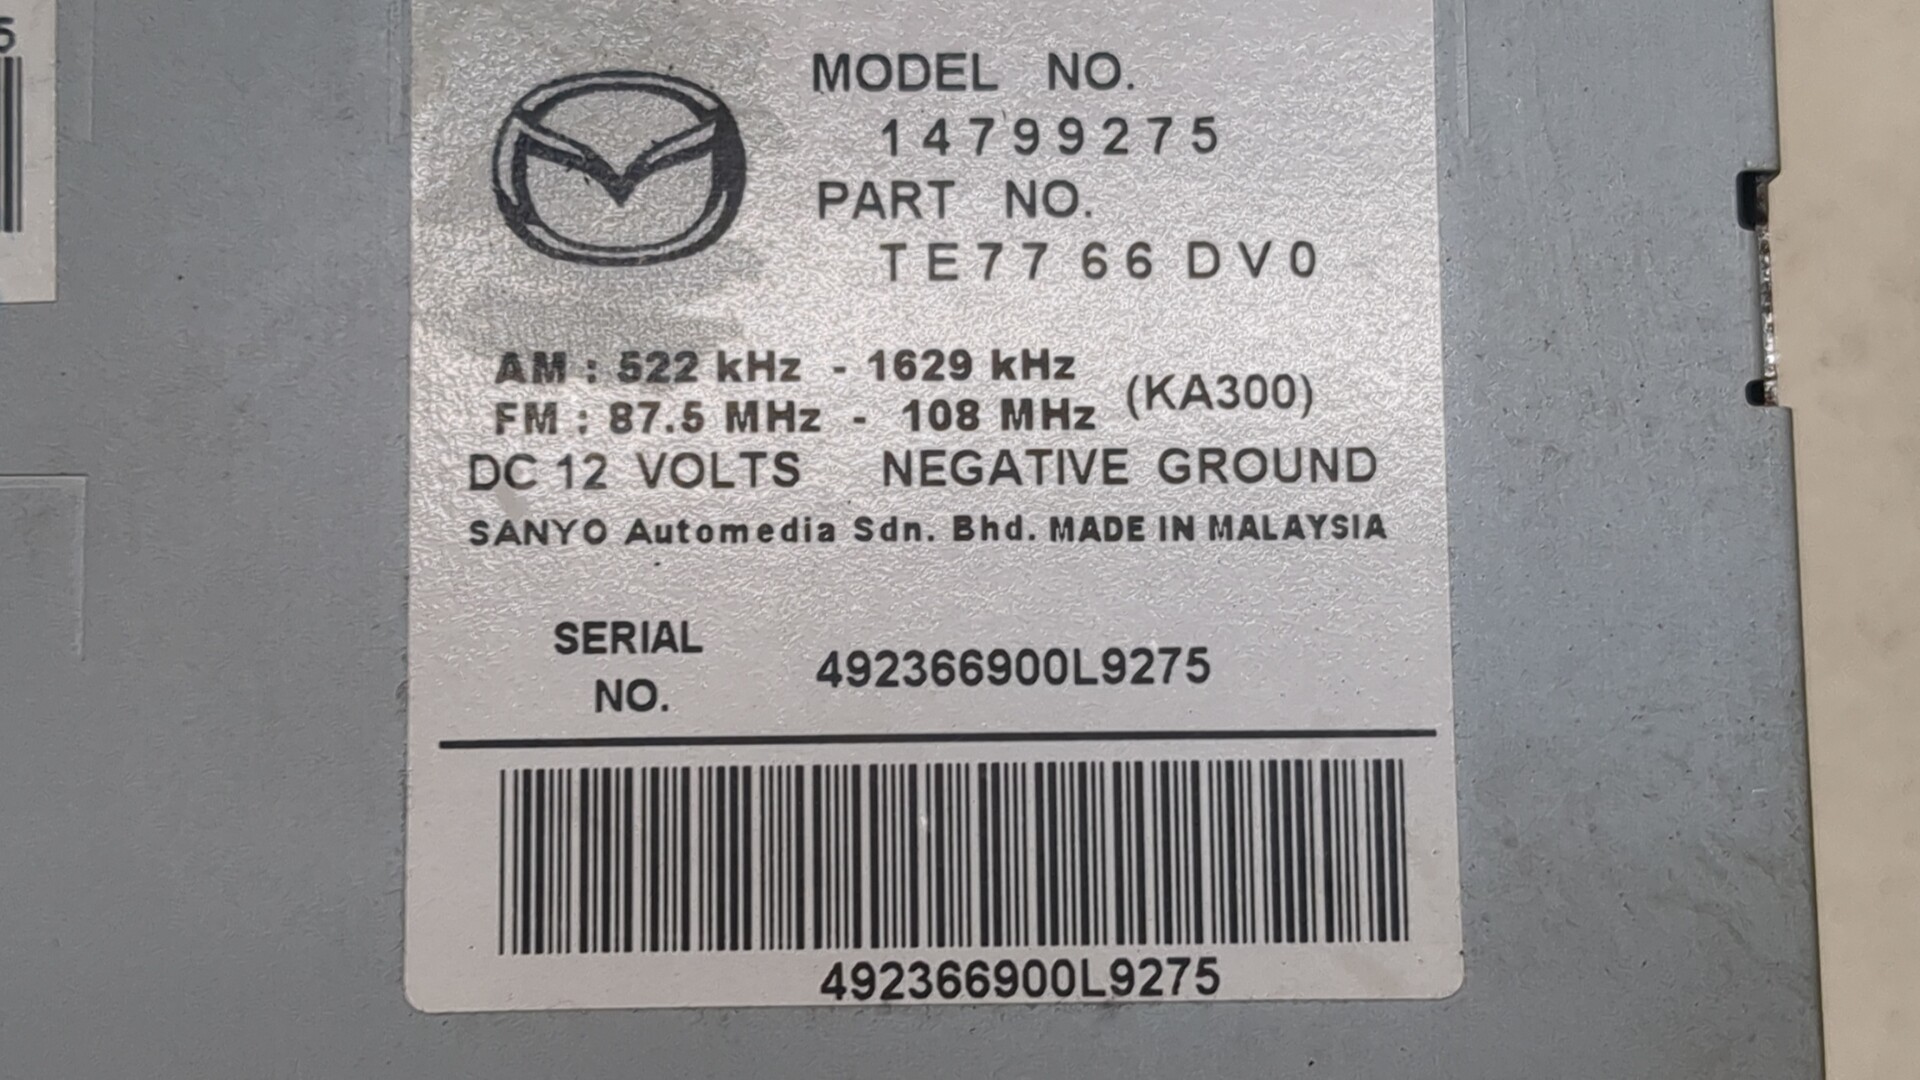 5
MODEL NO.
14799275
PART NO.
TE77 66 DV0
AM : 522 kHz - 1629 kHz
FM : 87.5 MHz - 108 MHz
(KA300)
DC 12 VOLTS NEGATIVE GROUND
SANYO Automedia Sdn. Bhd. MADE IN MALAYSIA
SERIAL
NO.
492366900L9275
492366900L9275